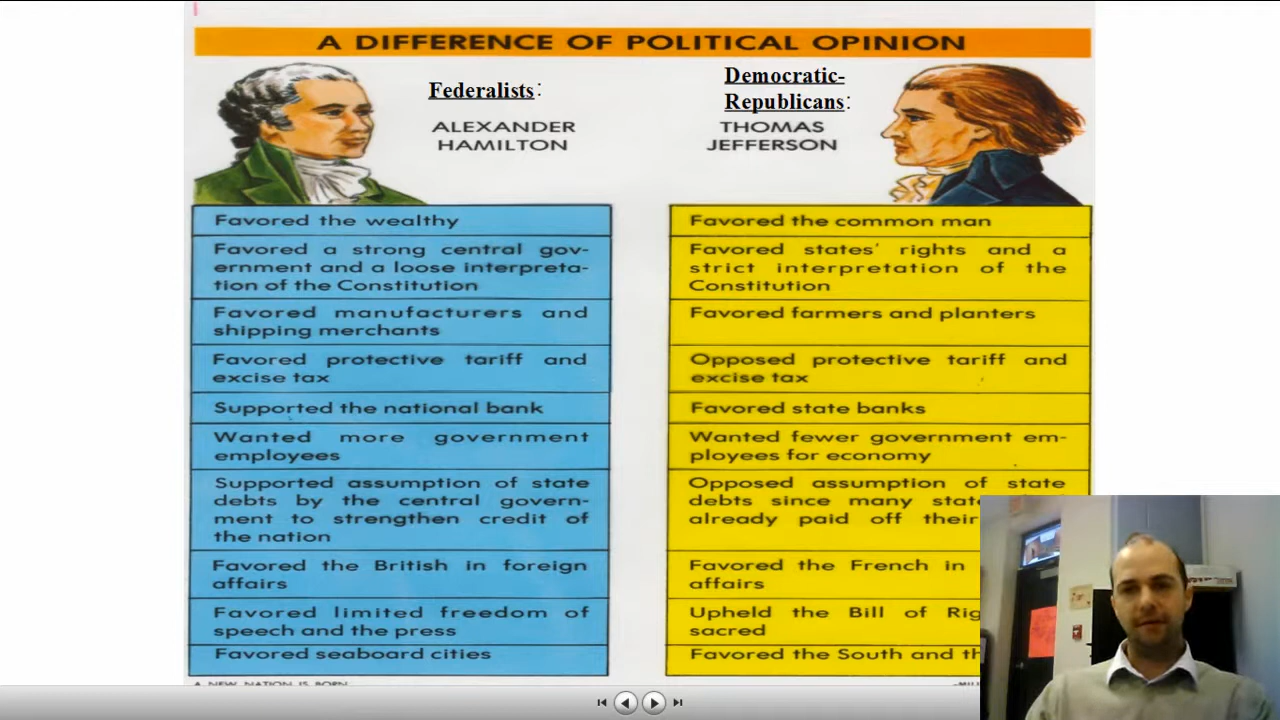 A DIFFERENCE OF POLITICAL OPINION
Federalists:
ALEXANDER
HAMILTON
Democratic-
Republicans:
THOMAS
JEFFERSON
Favored the wealthy
Favored a strong central gov-
ernment and a loose interpreta-
tion of the Constitution
Favored manufacturers and
shipping merchants
Favored protective tariff and
excise tax
Supported the national bank
Wanted more government
employees
Supported assumption of state
debts by the central govern-
ment to strengthen credit of
the nation
Favored the British in foreign
affairs
Favored limited freedom of
speech and the press
Favored seaboard cities
Favored the common man
Favored states' rights and a
strict interpretation of the
Constitution
Favored farmers and planters
Opposed protective tariff and
excise tax
Favored state banks
Wanted fewer government em-
ployees for economy
Opposed assumption of state
debts since many
already paid off their
Favored the French in
affairs
Upheld the Bill of
sacred
Favored the South and
A NEW NATION IS BORN